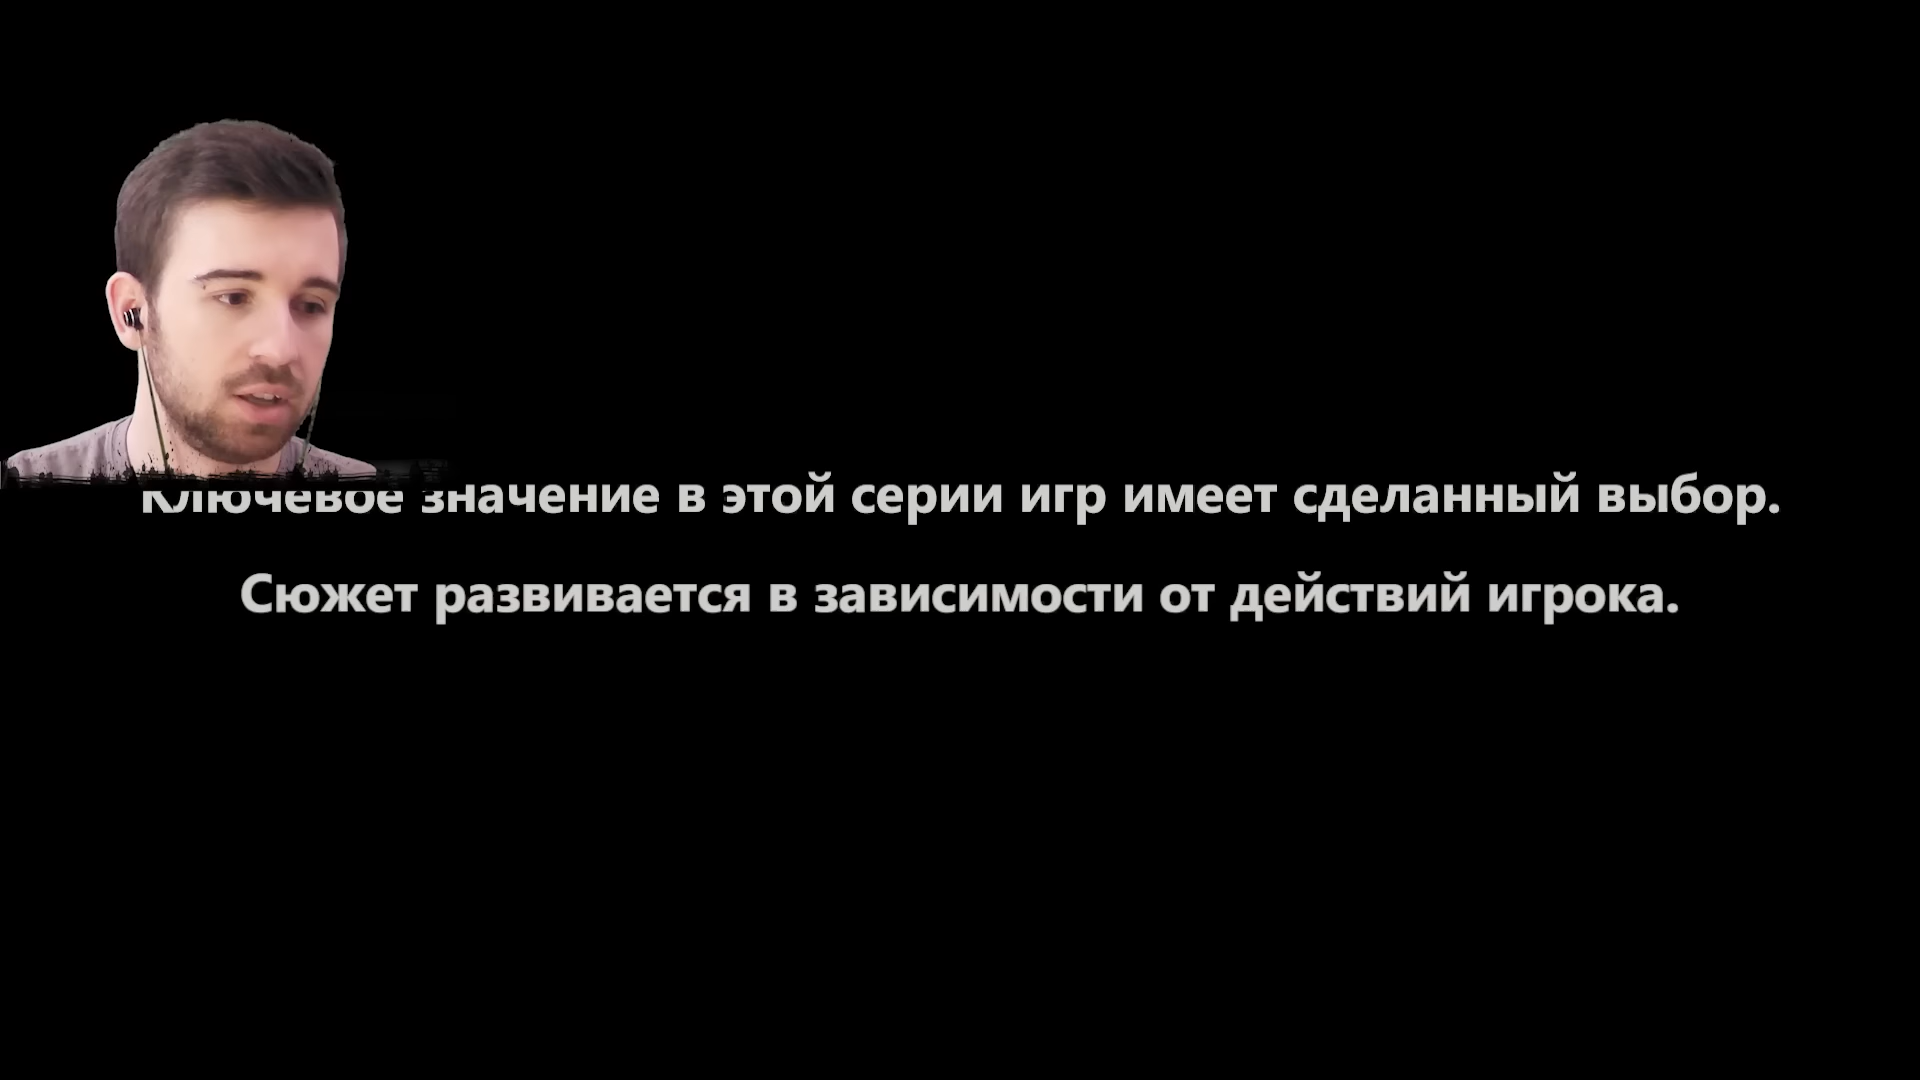 Ключевое значение в этой серии игр имеет сделанный выбор.
Сюжет развивается в зависимости от действий игрока.